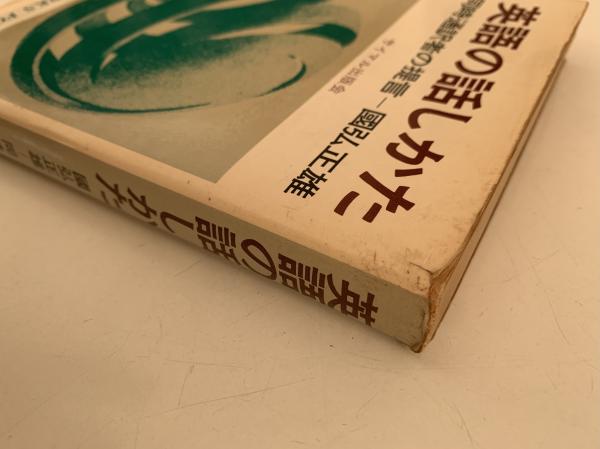 英語の話しかた
同時通訳者の提言─國弘正雄
サイマル出版会
英語の話しかた
國弘正雄